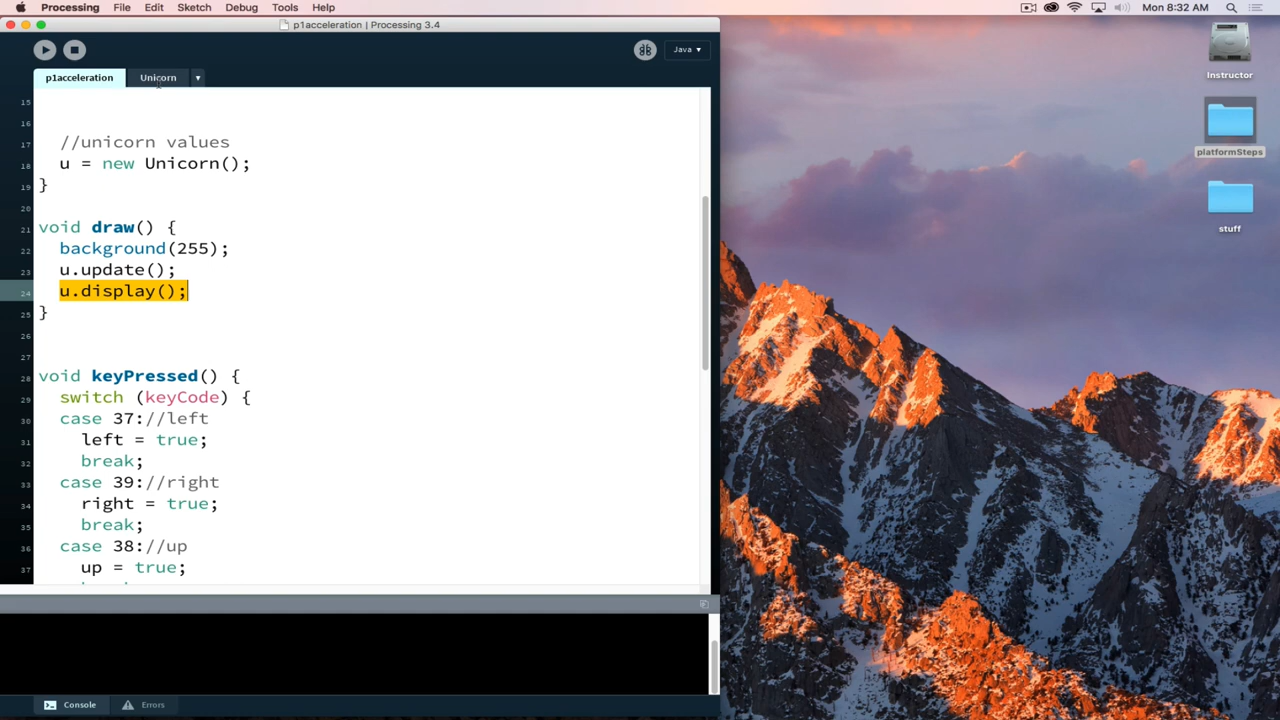 Processing File Edit Sketch Debug Tools Help Mon 8:32 AM
p1acceleration | Processing 3.4
Java ▾
p1acceleration Unicorn ▾
15
16
17 //unicorn values
18 u = new Unicorn();
19 }
20
21 void draw() {
22 background(255);
23 u.update();
24 u.display();
25 }
26
27
28 void keyPressed() {
29 switch (keyCode) {
30 case 37://left
31 left = true;
32 break;
33 case 39://right
34 right = true;
35 break;
36 case 38://up
37 up = true;
Console Errors
Instructor
platformSteps
stuff